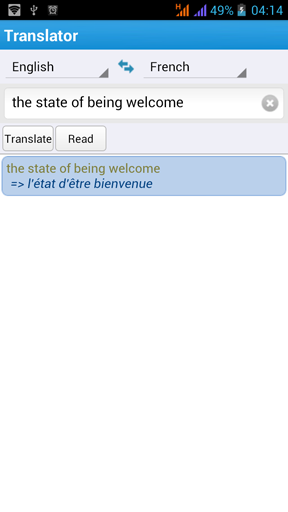 H 49% 04:14
Translator
English French
the state of being welcome
Translate Read
the state of being welcome
=> l'état d'être bienvenue